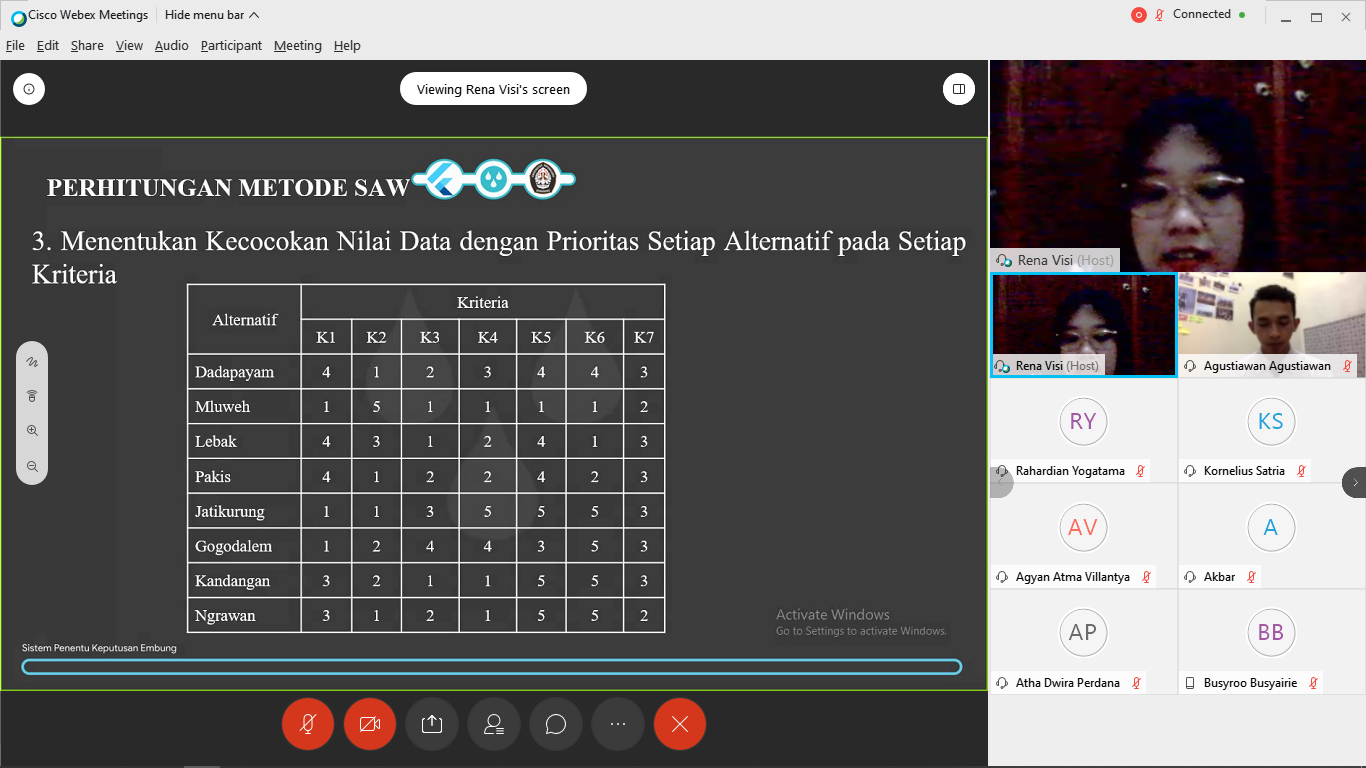 Cisco Webex Meetings
Hide menu bar
Connected
File Edit Share View Audio Participant Meeting Help
Viewing Rena Visi's screen
PERHITUNGAN METODE SAW
3. Menentukan Kecocokan Nilai Data dengan Prioritas Setiap Alternatif pada Setiap
Kriteria
Alternatif Kriteria
K1 K2 K3 K4 K5 K6 K7
Dadapayam 4 1 2 3 4 4 3
Mluweh 1 5 1 1 1 1 2
Lebak 4 3 1 2 4 1 3
Pakis 4 1 2 2 4 2 3
Jatikurung 1 1 3 5 5 5 3
Gogodalem 1 2 4 4 3 5 3
Kandangan 3 2 1 1 5 5 3
Ngrawan 3 1 2 1 5 5 2
Activate Windows
Go to Settings to activate Windows.
Sistem Penentu Keputusan Embung
Rena Visi (Host)
Rena Visi (Host)
Agustiawan Agustiawan
RY
Rahardian Yogatama
KS
Kornelius Satria
AV
Agyan Atma Villantya
A
Akbar
AP
Atha Dwira Perdana
BB
Busyroo Busyairie